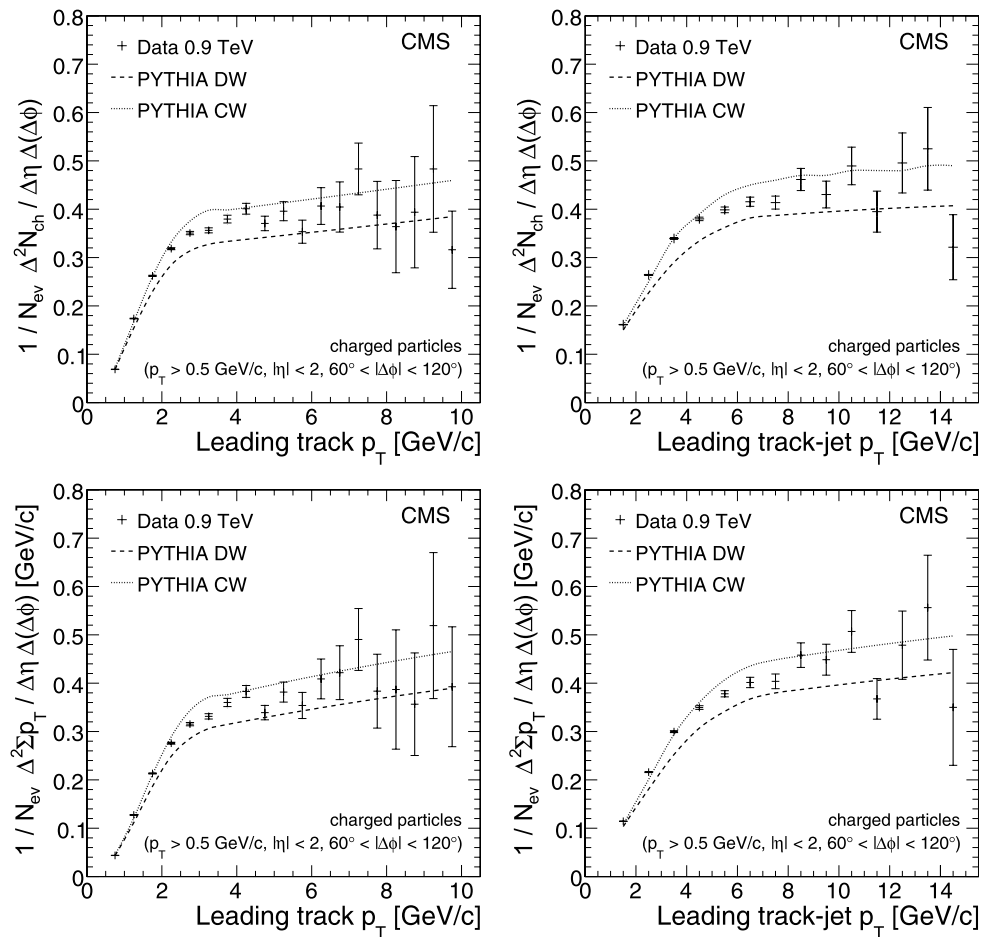 1 / N_ev Δ²N_ch / Δη Δ(Δφ)
0.8
0.7
0.6
0.5
0.4
0.3
0.2
0.1
0
CMS
Data 0.9 TeV
PYTHIA DW
PYTHIA CW
charged particles
(p_T > 0.5 GeV/c, |η| < 2, 60° < |Δφ| < 120°)
0 2 4 6 8 10
Leading track p_T [GeV/c]
1 / N_ev Δ²N_ch / Δη Δ(Δφ)
0.8
0.7
0.6
0.5
0.4
0.3
0.2
0.1
0
CMS
Data 0.9 TeV
PYTHIA DW
PYTHIA CW
charged particles
(p_T > 0.5 GeV/c, |η| < 2, 60° < |Δφ| < 120°)
0 2 4 6 8 10 12 14
Leading track-jet p_T [GeV/c]
1 / N_ev Δ²Σp_T / Δη Δ(Δφ) [GeV/c]
0.8
0.7
0.6
0.5
0.4
0.3
0.2
0.1
0
CMS
Data 0.9 TeV
PYTHIA DW
PYTHIA CW
charged particles
(p_T > 0.5 GeV/c, |η| < 2, 60° < |Δφ| < 120°)
0 2 4 6 8 10
Leading track p_T [GeV/c]
1 / N_ev Δ²Σp_T / Δη Δ(Δφ) [GeV/c]
0.8
0.7
0.6
0.5
0.4
0.3
0.2
0.1
0
CMS
Data 0.9 TeV
PYTHIA DW
PYTHIA CW
charged particles
(p_T > 0.5 GeV/c, |η| < 2, 60° < |Δφ| < 120°)
0 2 4 6 8 10 12 14
Leading track-jet p_T [GeV/c]